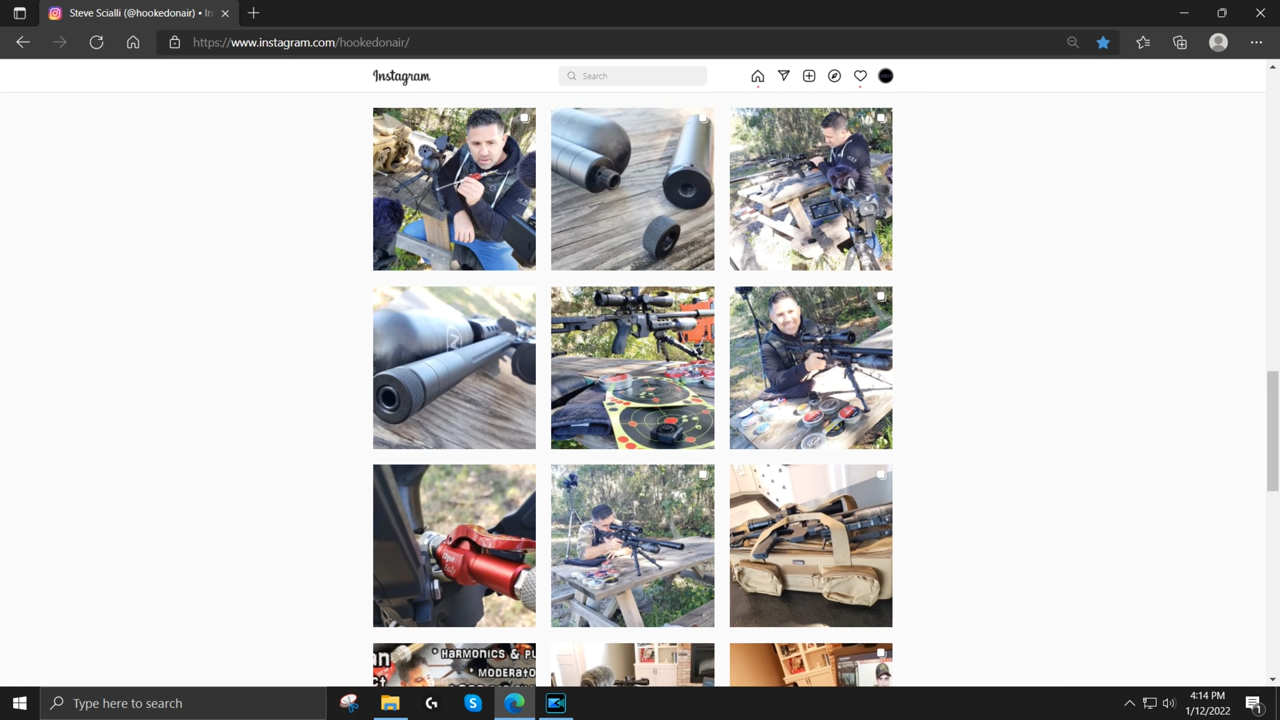 Steve Scialli (@hookedonair) • In
https://www.instagram.com/hookedonair/
Instagram
Search
* HARMONICS & PU
* MODERATO
Type here to search
4:14 PM
1/12/2022
1